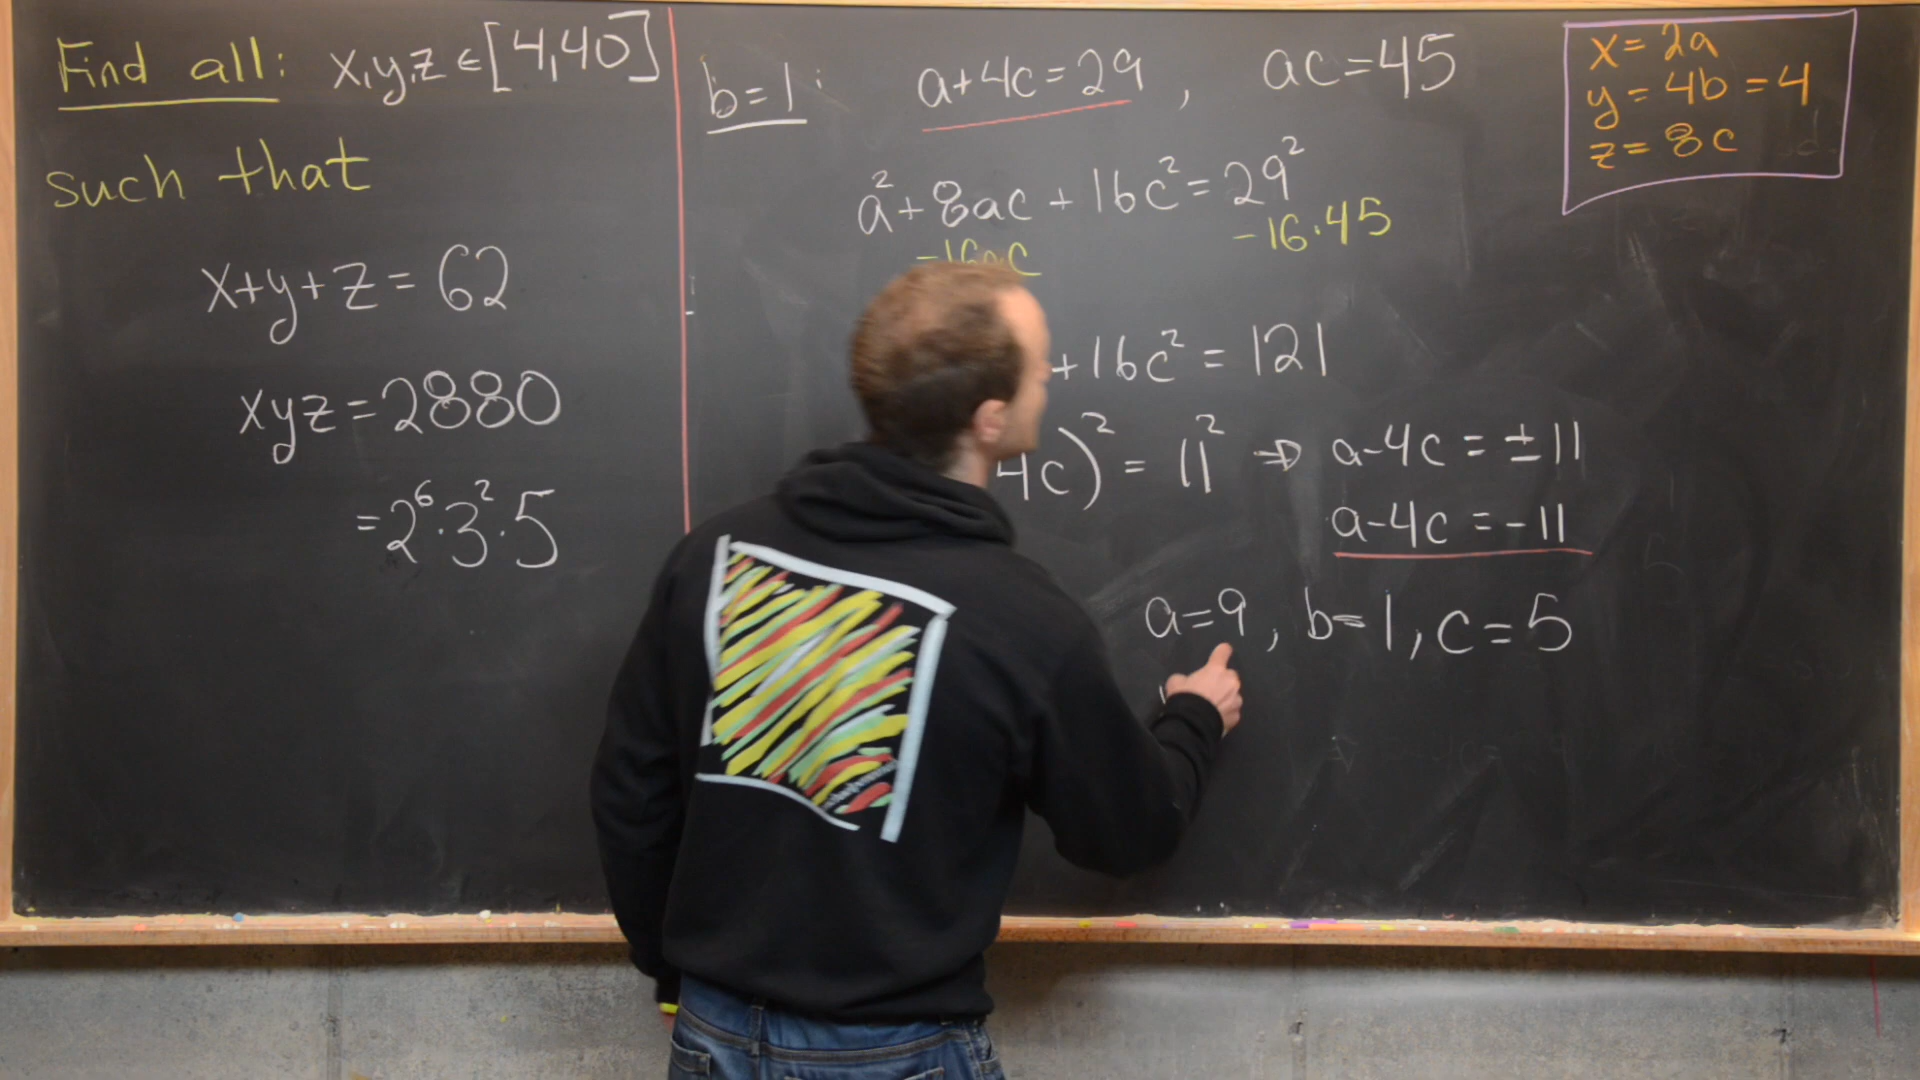 Find all: x,y,z ∈ [4,40]
such that
x+y+z = 62
xyz = 2880
= 2⁶·3²·5
b=1: a+4c=29, ac=45
a²+8ac+16c²=29²
-16ac -16·45
+16c² = 121
4c)² = 11² ⇒ a-4c = ±11
a-4c = -11
a=9, b=1, c=5
x=2a
y=4b=4
z=8c